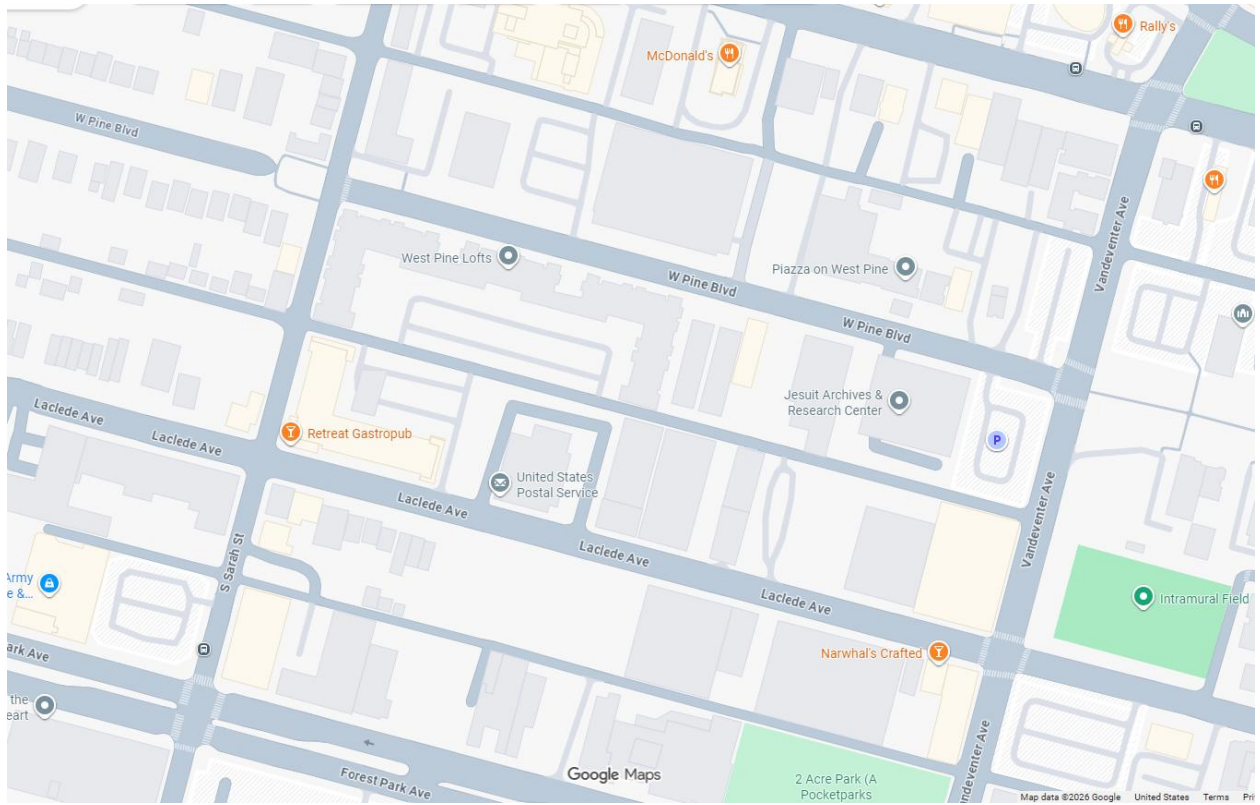 Rally's
McDonald's
W Pine Blvd
Vandeventer Ave
West Pine Lofts
Piazza on West Pine
W Pine Blvd
W Pine Blvd
Jesuit Archives &
Research Center
Laclede Ave
Laclede Ave
Retreat Gastropub
P
United States
Postal Service
Laclede Ave
Vandeventer Ave
S Sarah St
Laclede Ave
Army
e &...
Laclede Ave
Intramural Field
Park Ave
Narwhal's Crafted
the
eart
Vandeventer Ave
Forest Park Ave
Google Maps
2 Acre Park (A
Pocketparks
Map data ©2026 Google United States Terms Pri